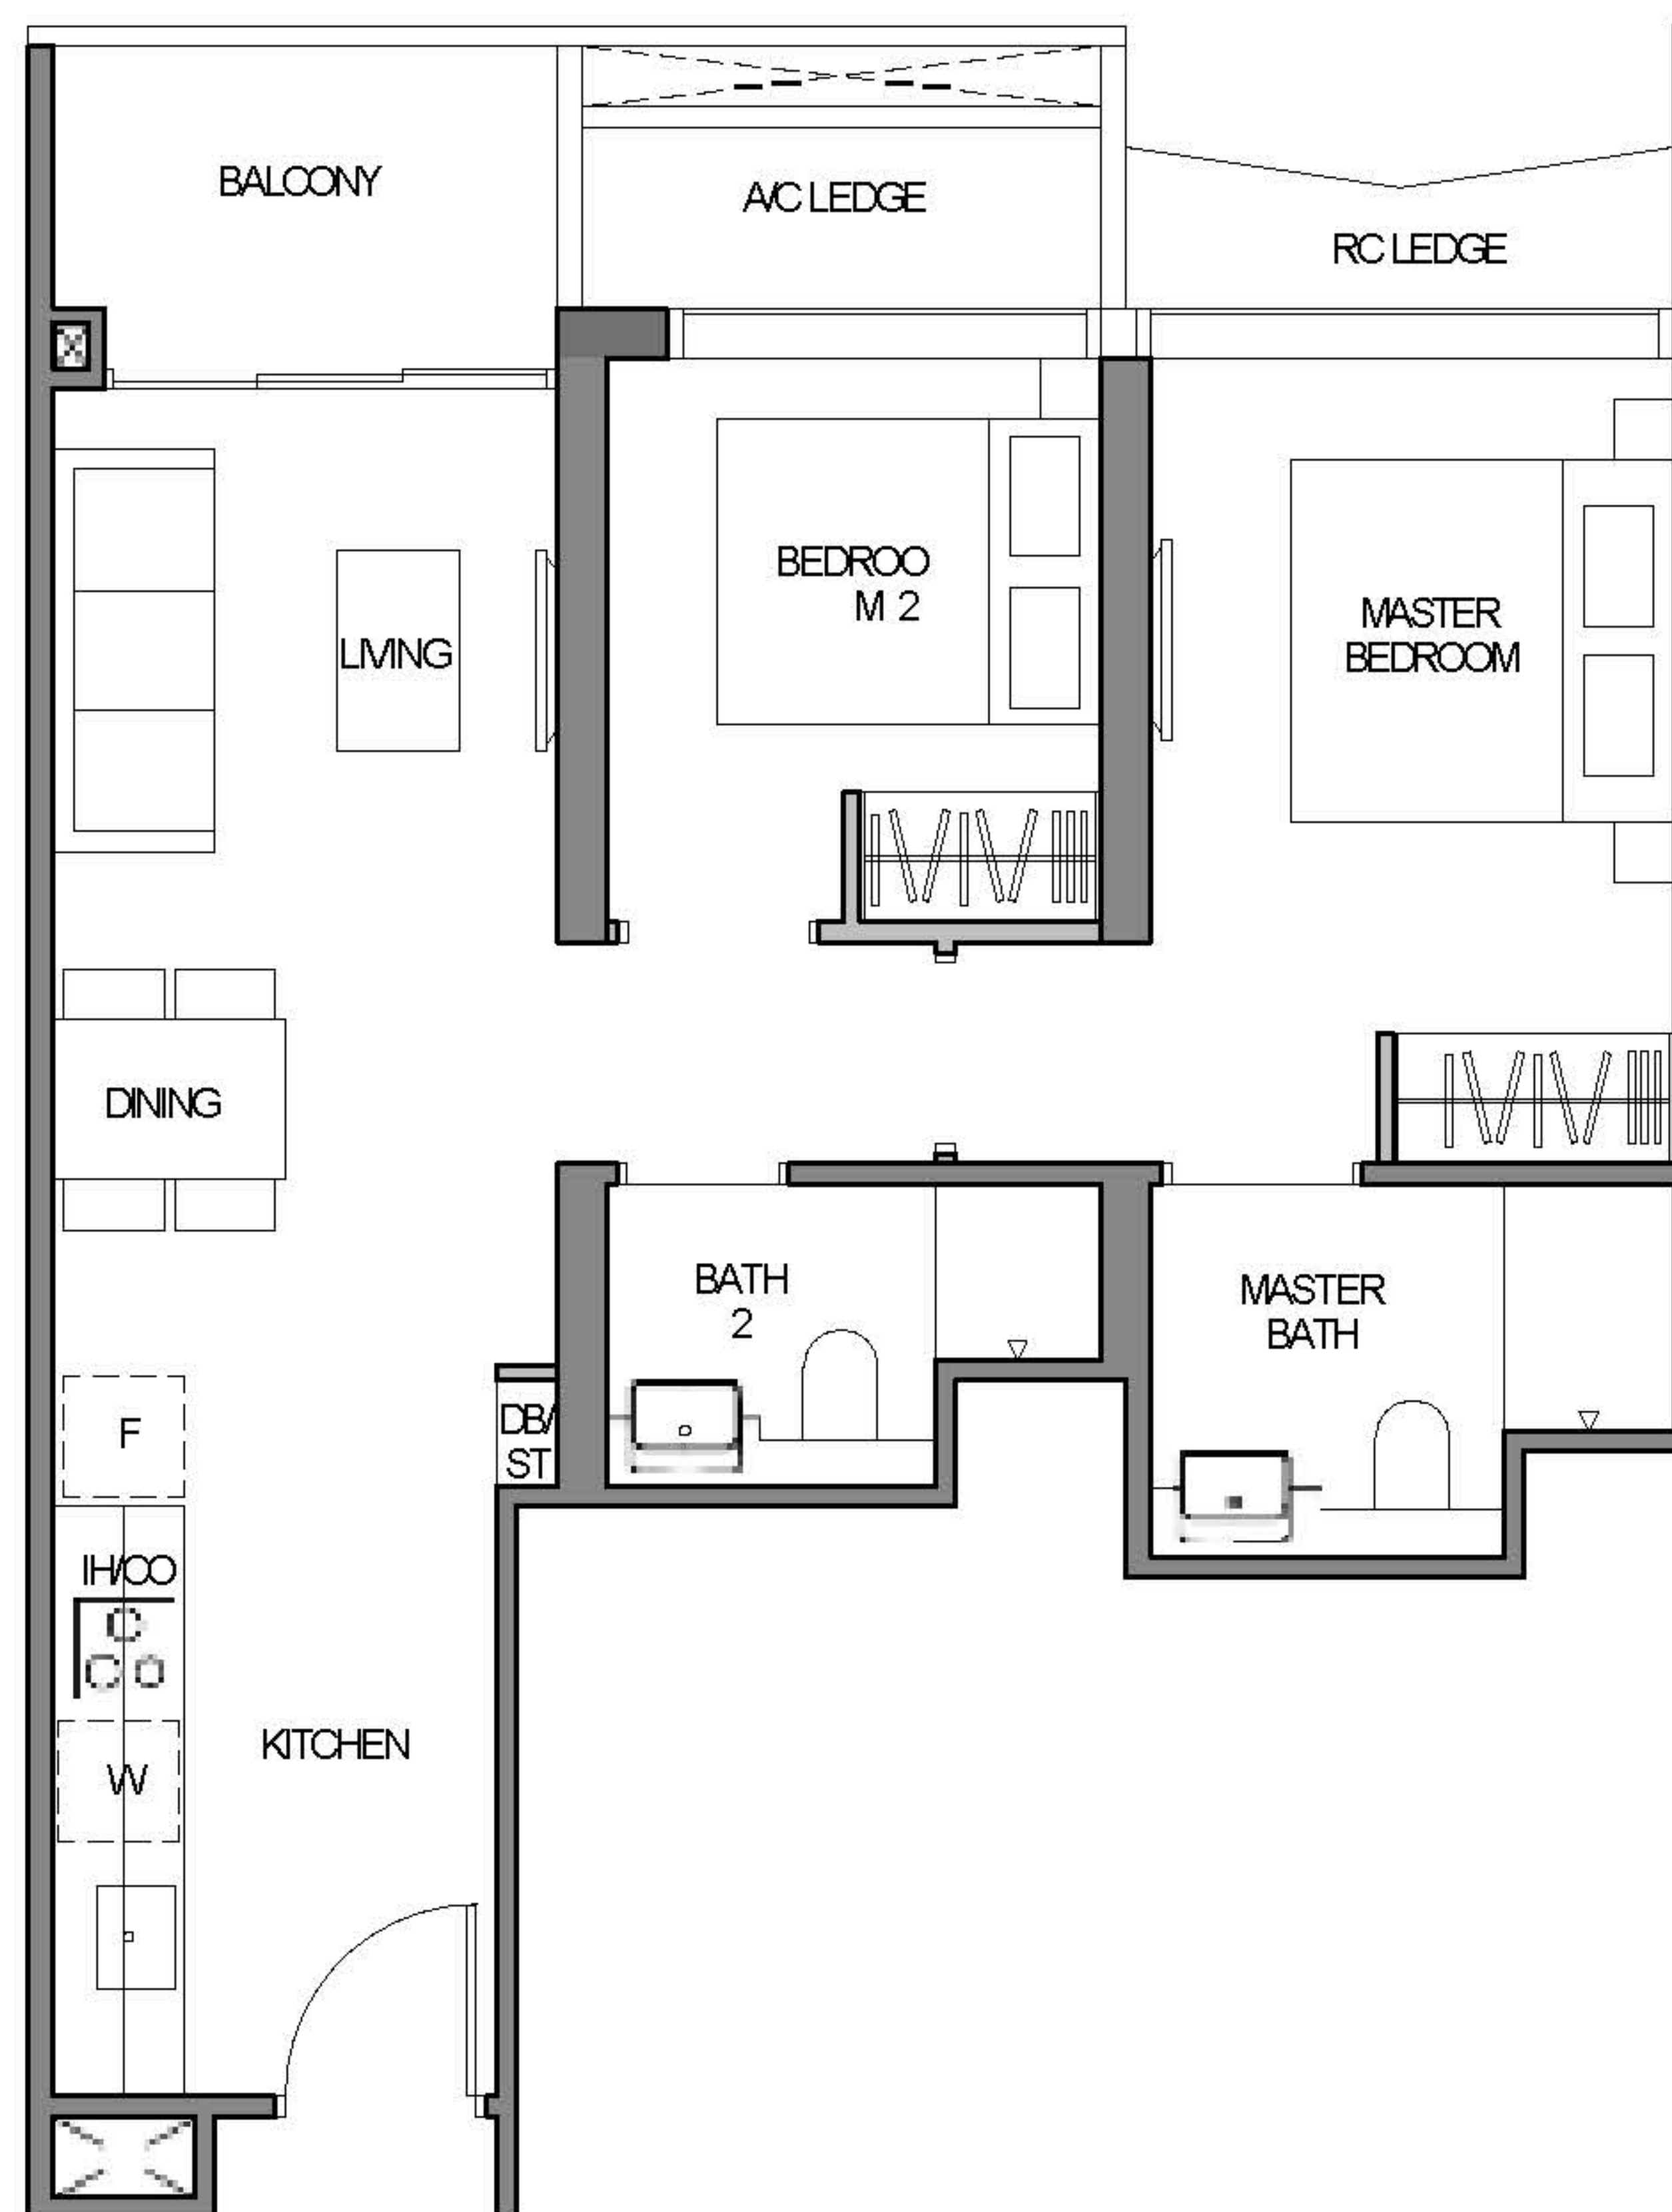 BALCONY
A/C LEDGE
RC LEDGE
BEDROO
M 2
LIVING
MASTER
BEDROOM
DINING
BATH
2
MASTER
BATH
F
DB/
ST
IH/CO
KITCHEN
W